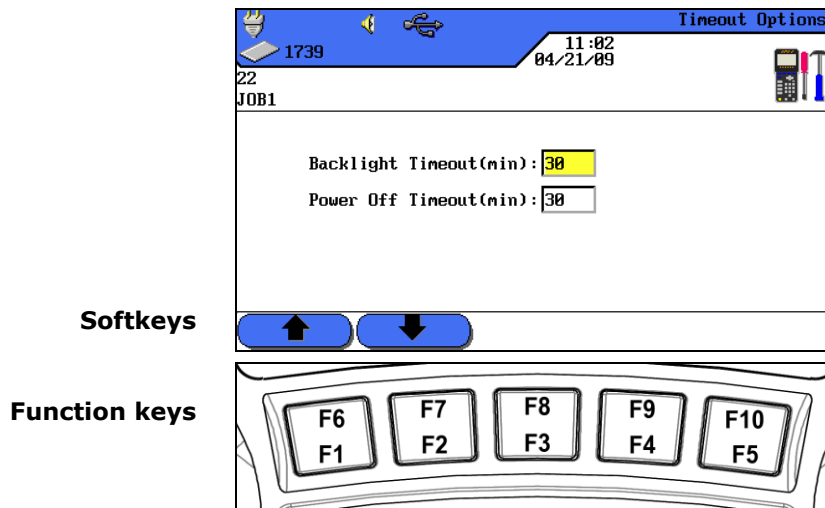 Timeout Options
1739
11:02
04/21/09
22
JOB1
Backlight Timeout(min): 30
Power Off Timeout(min): 30
Softkeys
Function keys
F6 F7 F8 F9 F10
F1 F2 F3 F4 F5